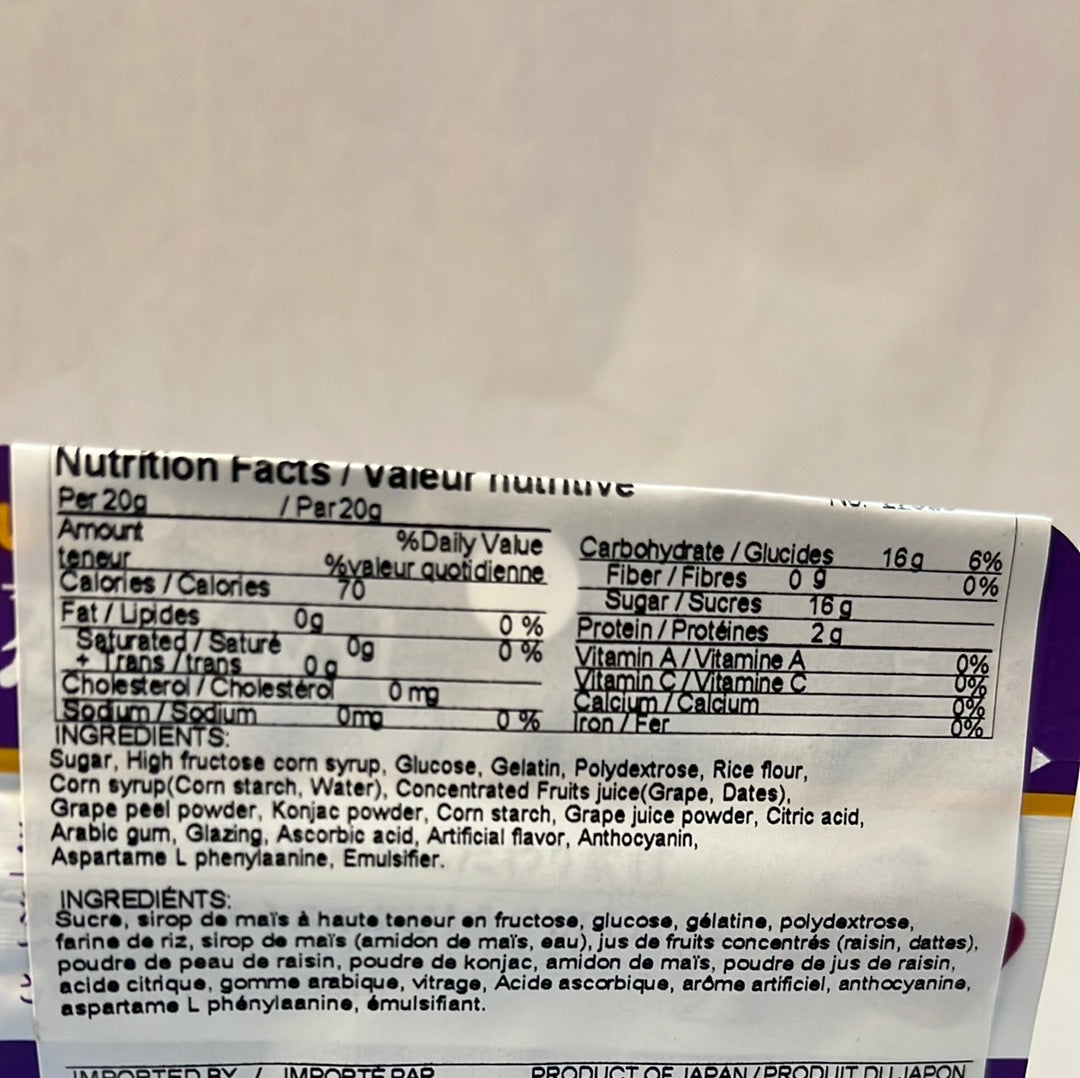 Nutrition Facts / Valeur nutritive
Per 20g / Par 20g
Amount
teneur
%Daily Value
%valeur quotidienne
Calories / Calories 70
Fat / Lipides 0g 0 %
Saturated / Saturé 0g 0 %
+ Trans / trans 0 g
Cholesterol / Cholestérol 0 mg
Sodium / Sodium 0mg 0 %
Carbohydrate / Glucides 16 g 6%
Fiber / Fibres 0 g 0%
Sugar / Sucres 16 g
Protein / Protéines 2 g
Vitamin A / Vitamine A 0%
Vitamin C / Vitamine C 0%
Calcium / Calcium 0%
Iron / Fer 0%
INGREDIENTS:
Sugar, High fructose corn syrup, Glucose, Gelatin, Polydextrose, Rice flour,
Corn syrup(Corn starch, Water), Concentrated Fruits juice(Grape, Dates),
Grape peel powder, Konjac powder, Corn starch, Grape juice powder, Citric acid,
Arabic gum, Glazing, Ascorbic acid, Artificial flavor, Anthocyanin,
Aspartame L phenylaanine, Emulsifier.
INGREDIÉNTS:
Sucre, sirop de maïs à haute teneur en fructose, glucose, gélatine, polydextrose,
farine de riz, sirop de maïs (amidon de maïs, eau), jus de fruits concentrés (raisin, dattes),
poudre de peau de raisin, poudre de konjac, amidon de maïs, poudre de jus de raisin,
acide citrique, gomme arabique, vitrage, Acide ascorbique, arôme artificiel, anthocyanine,
aspartame L phénylaanine, émulsifiant.
IMPORTED BY / IMPORTÉ PAR
PRODUCT OF JAPAN / PRODUIT DU JAPON